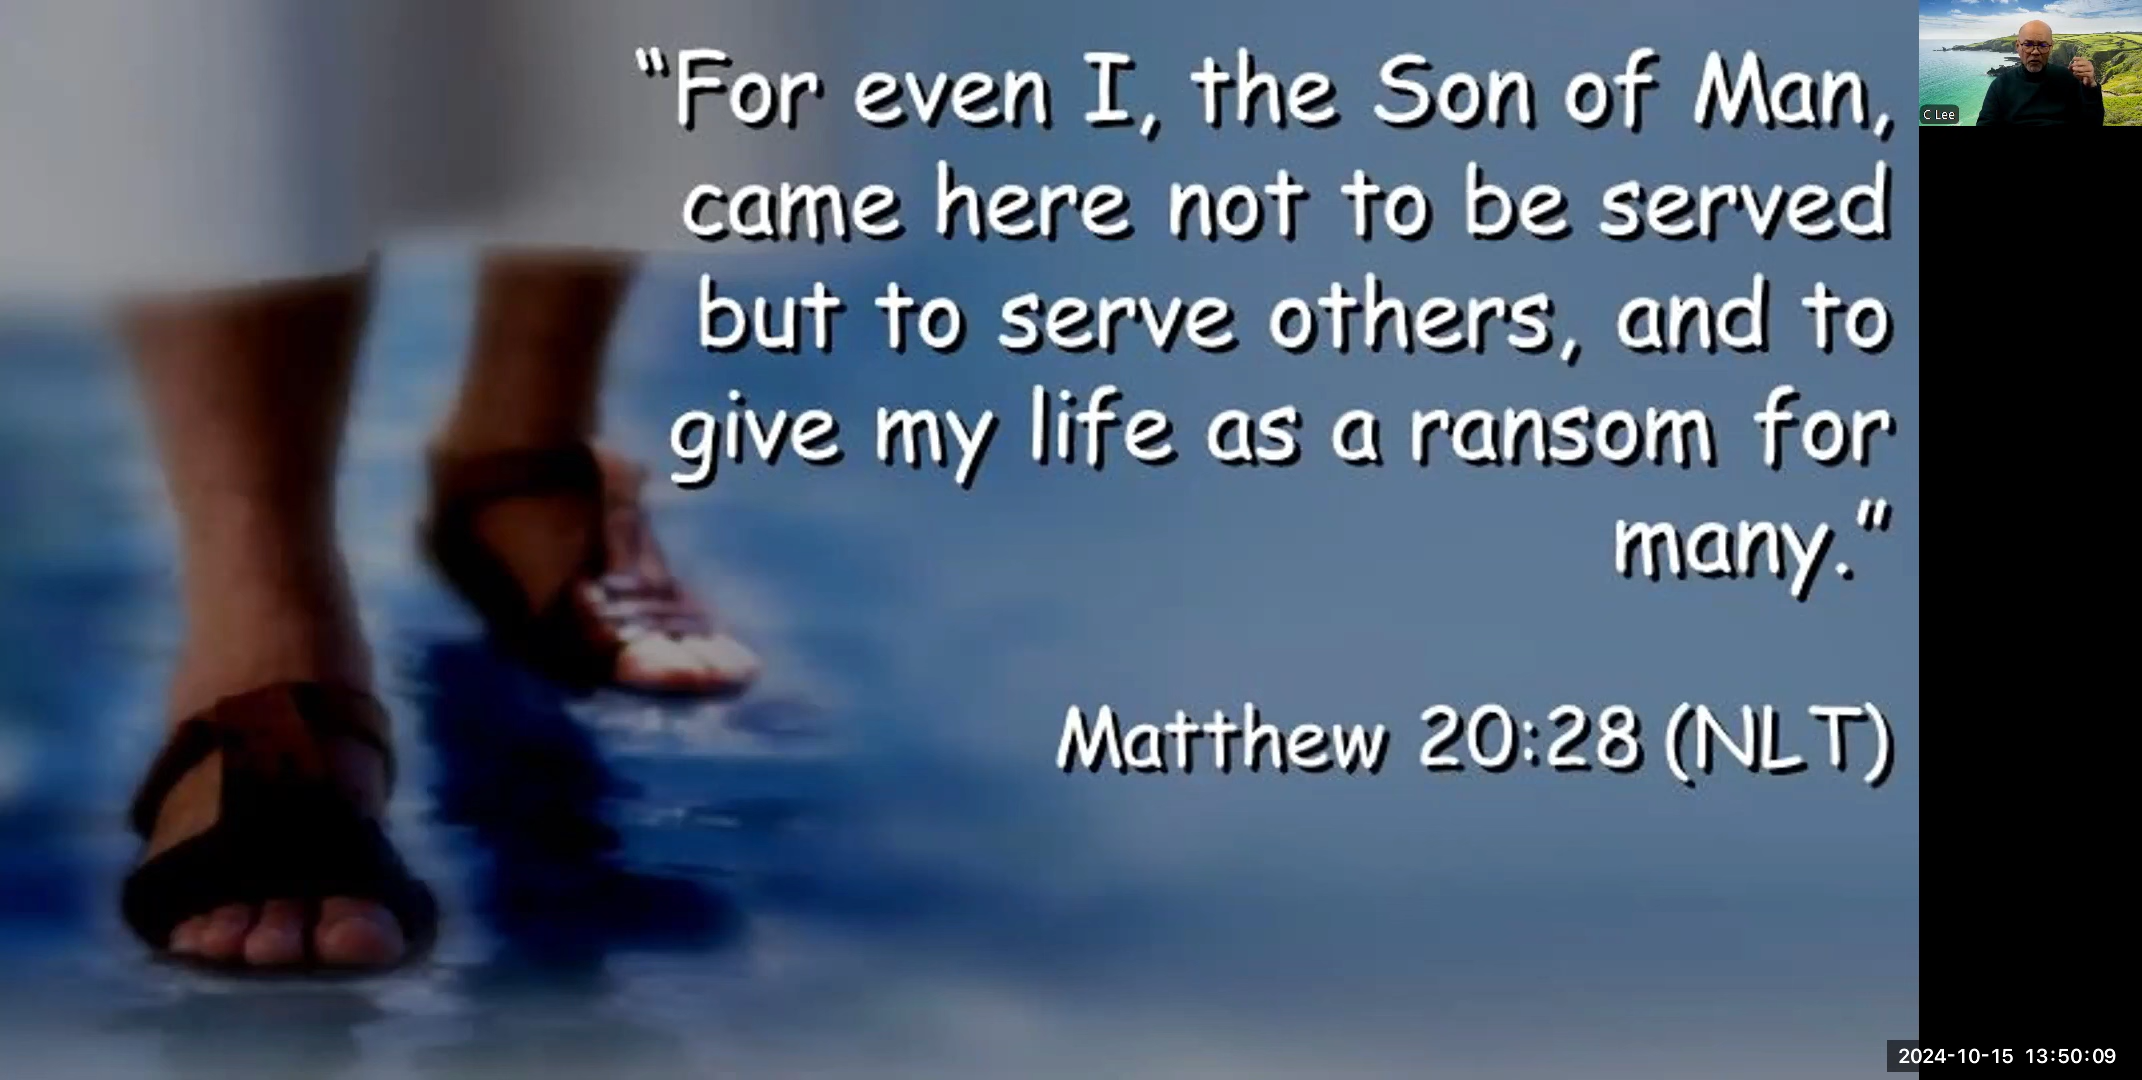 “For even I, the Son of Man,
came here not to be served
but to serve others, and to
give my life as a ransom for
many.”
Matthew 20:28 (NLT)
C Lee
2024-10-15 13:50:09